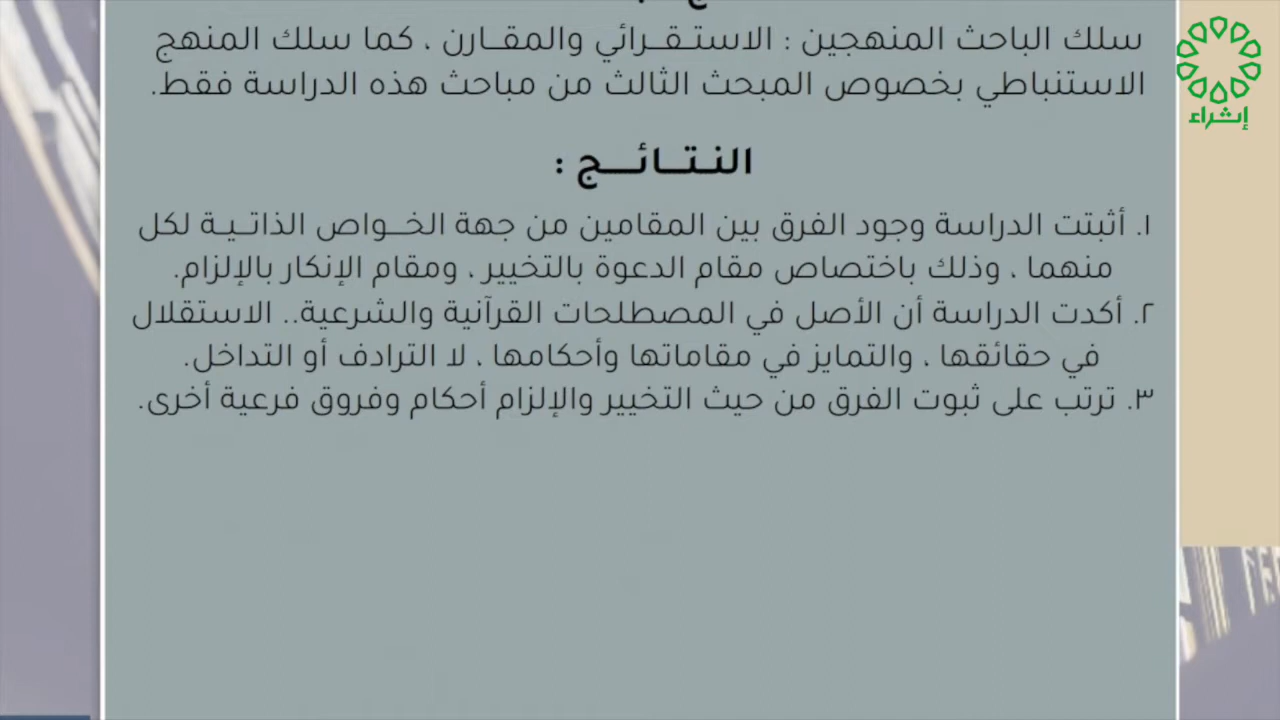 سلك الباحث المنهجين : الاستقرائي والمقارن ، كما سلك المنهج
الاستنباطي بخصوص المبحث الثالث من مباحث هذه الدراسة فقط.
النتائج :
١. أثبتت الدراسة وجود الفرق بين المقامين من جهة الخواص الذاتية لكل
منهما ، وذلك باختصاص مقام الدعوة بالتخيير ، ومقام الإنكار بالإلزام.
٢. أكدت الدراسة أن الأصل في المصطلحات القرآنية والشرعية.. الاستقلال
في حقائقها ، والتمايز في مقاماتها وأحكامها ، لا الترادف أو التداخل.
٣. ترتب على ثبوت الفرق من حيث التخيير والإلزام أحكام وفروق فرعية أخرى.
إثراء